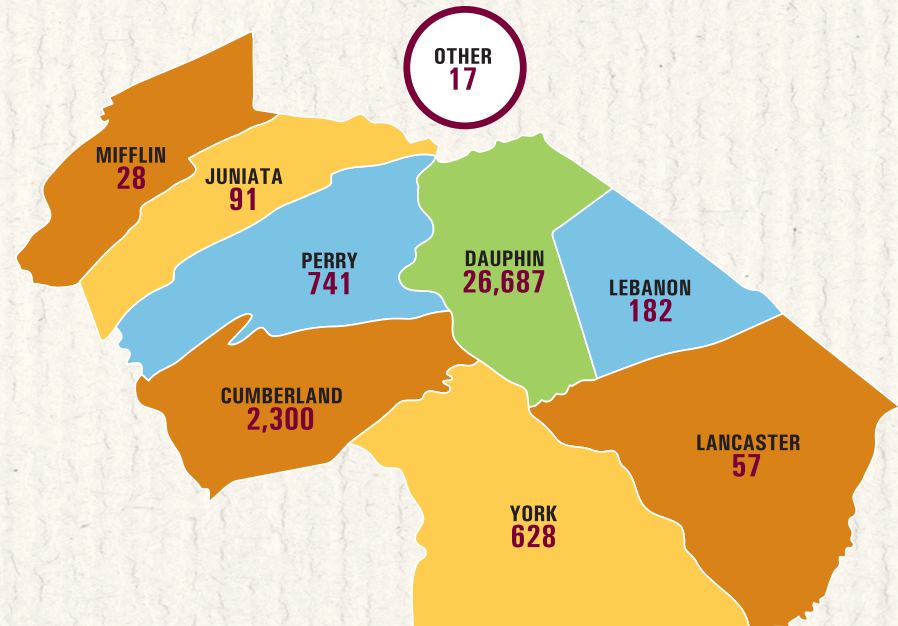 OTHER
17
MIFFLIN
28
JUNIATA
91
PERRY
741
DAUPHIN
26,687
LEBANON
182
CUMBERLAND
2,300
LANCASTER
57
YORK
628